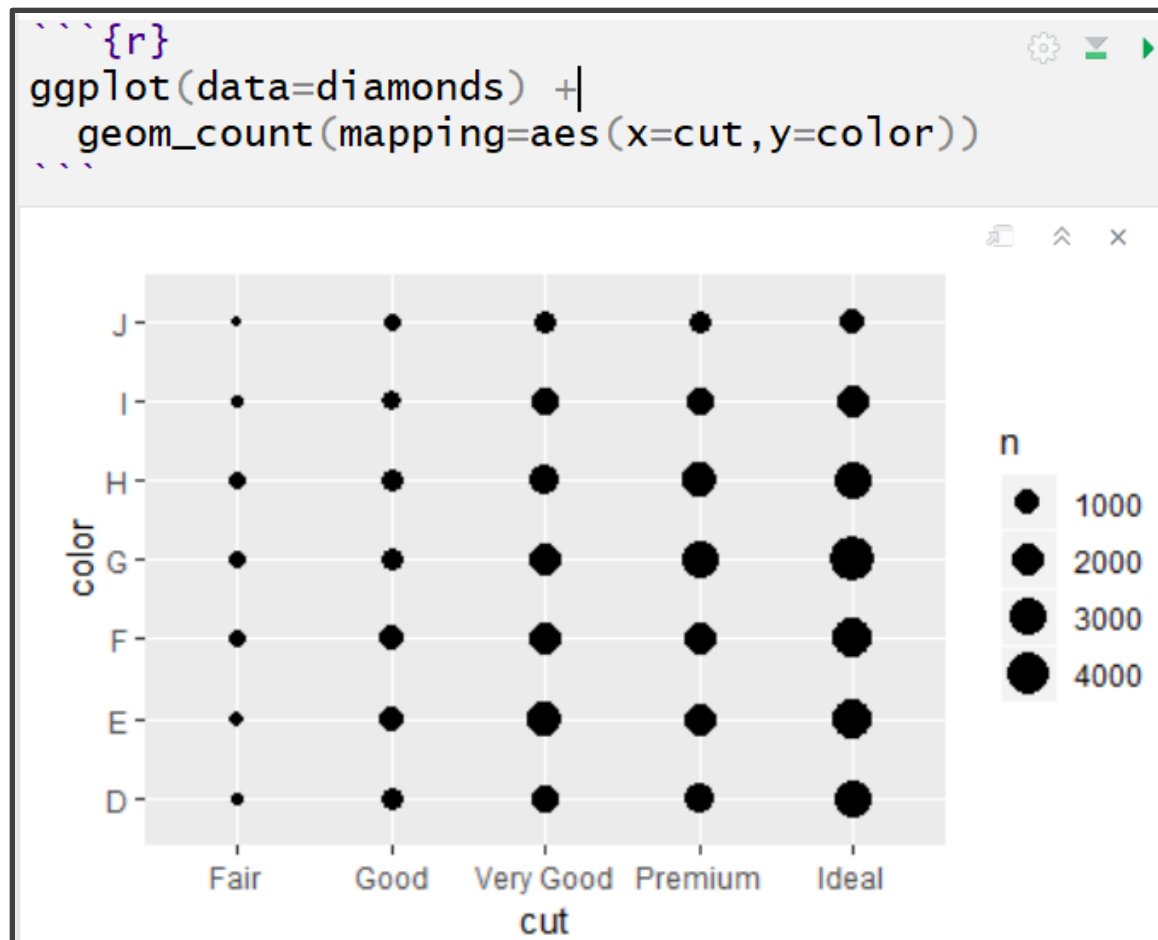 ```{r}
ggplot(data=diamonds) +
  geom_count(mapping=aes(x=cut,y=color))
```
J
I
H
G
F
E
D
color
Fair Good Very Good Premium Ideal
cut
n
1000
2000
3000
4000